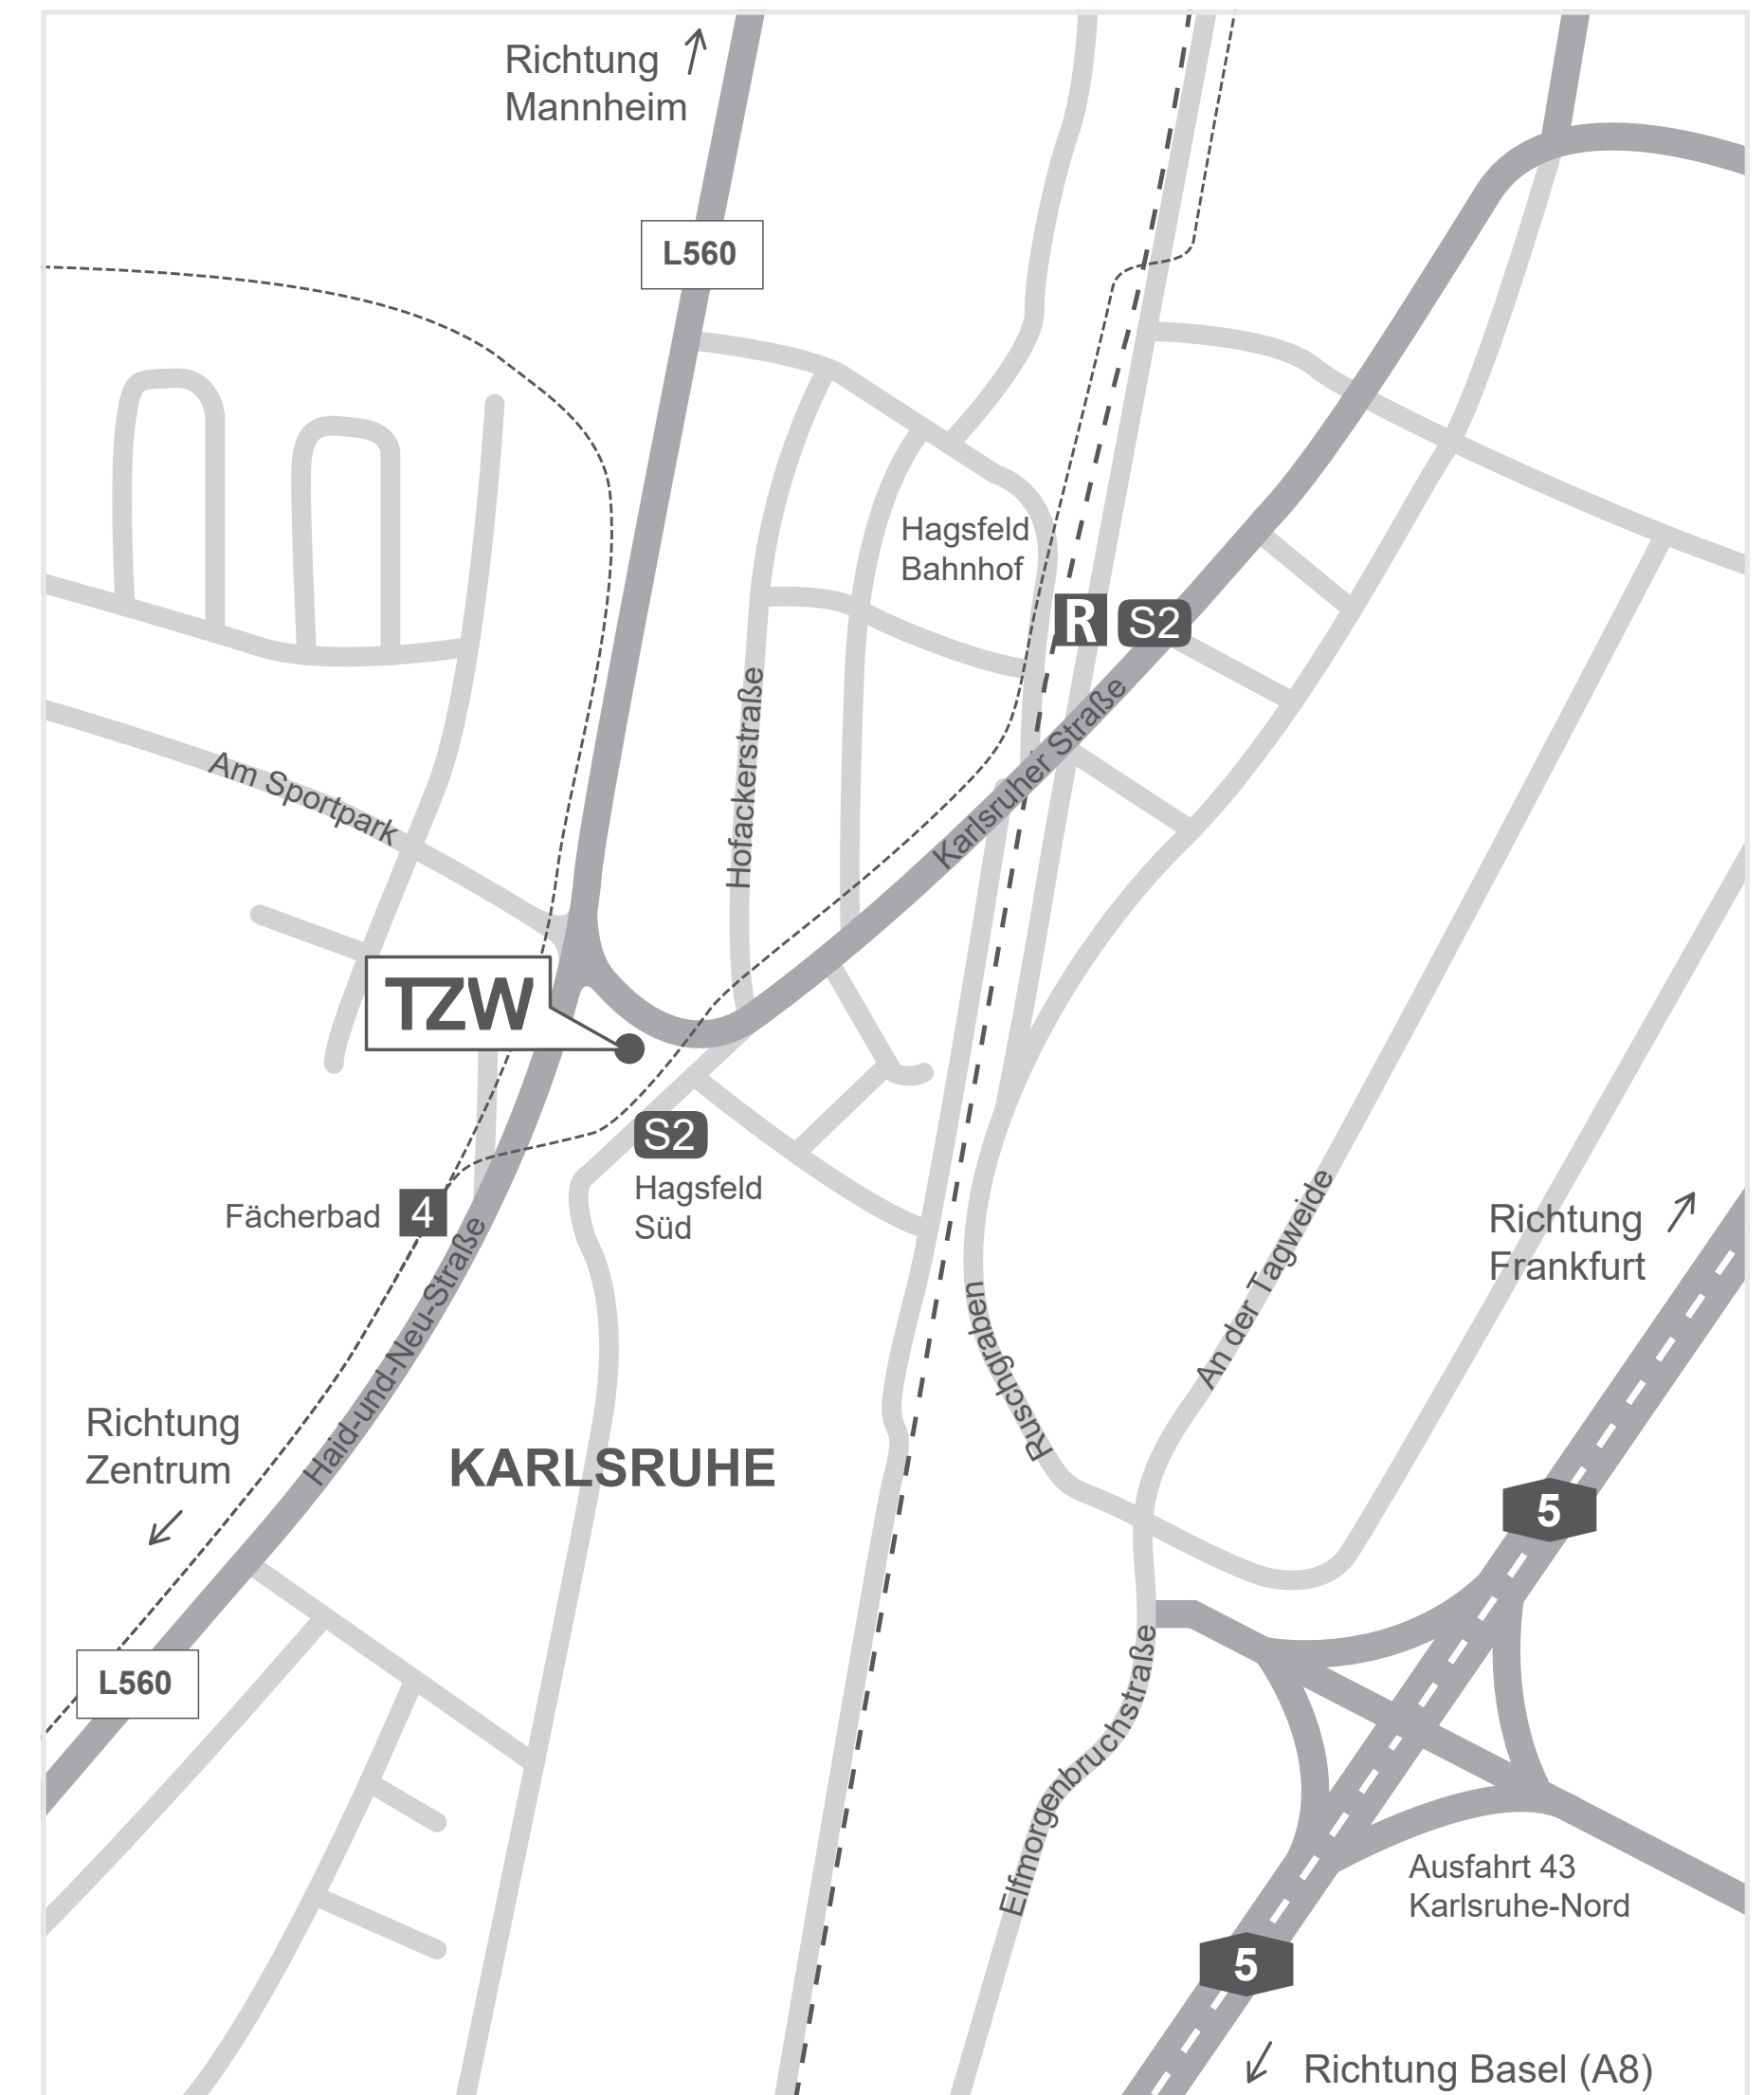 Richtung
Mannheim
L560
Hagsfeld
Bahnhof
R
S2
Karlsruher Straße
Hofackerstraße
Am Sportpark
TZW
S2
Hagsfeld
Süd
Fächerbad
4
Haid-und-Neu-Straße
Richtung
Frankfurt
An der Tagweide
Ruschgraben
Richtung
Zentrum
KARLSRUHE
5
L560
Elfmorgenbruchstraße
Ausfahrt 43
Karlsruhe-Nord
5
Richtung Basel (A8)